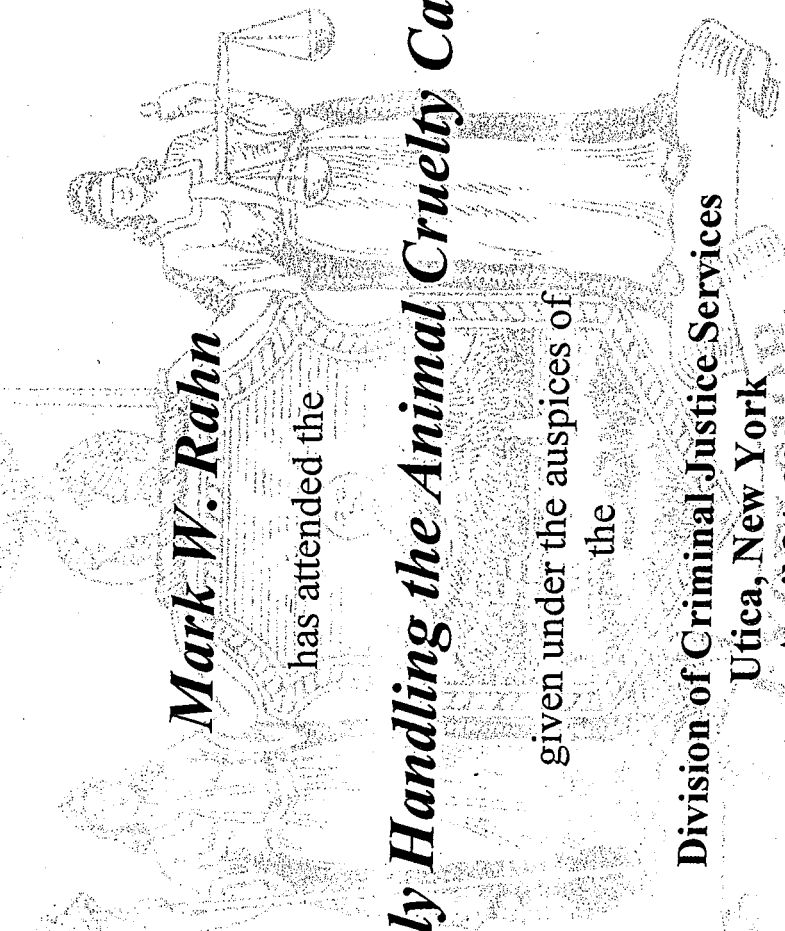 Mark W. Rahn
has attended the
ly Handling the Animal Cruelty Ca
given under the auspices of
the
Division of Criminal Justice Services
Utica, New York